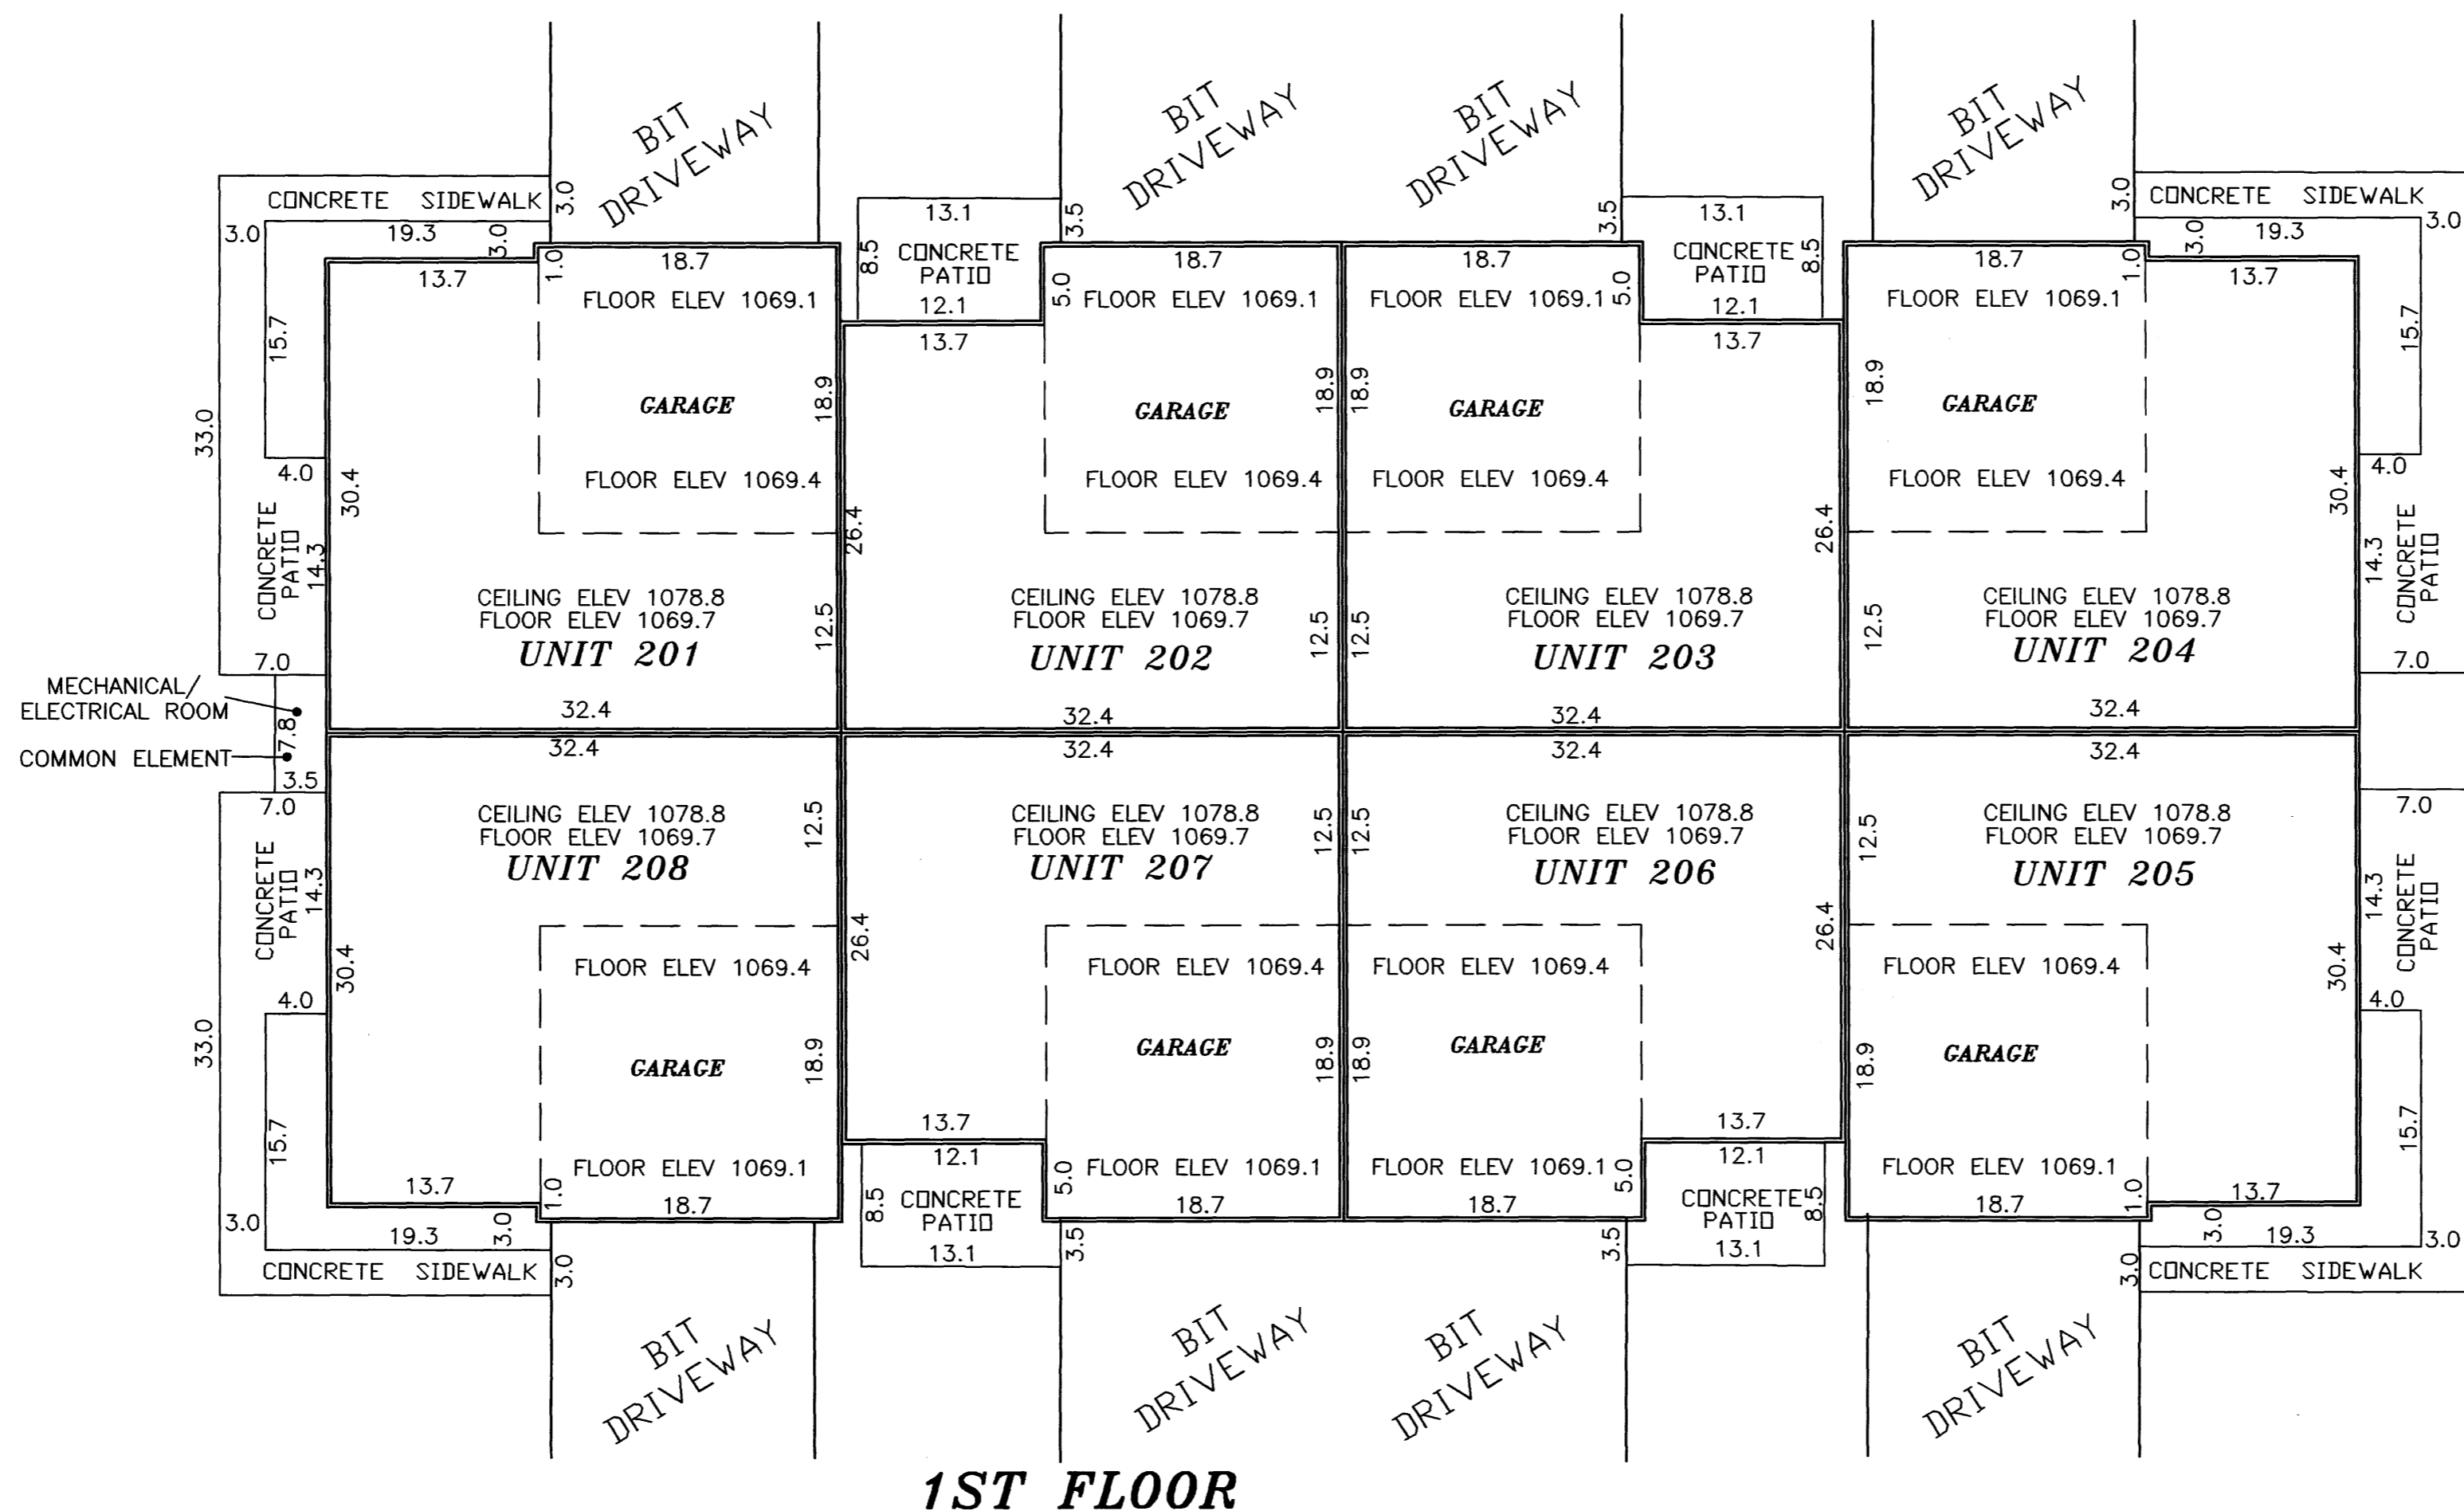 BIT
DRIVEWAY
BIT
DRIVEWAY
BIT
DRIVEWAY
BIT
DRIVEWAY
CONCRETE SIDEWALK
3.0
3.0
19.3
3.0
13.1
3.5
8.5
CONCRETE
PATIO
12.1
3.5
13.1
CONCRETE
PATIO
8.5
12.1
3.0
CONCRETE SIDEWALK
3.0
19.3
3.0
13.7
1.0
18.7
FLOOR ELEV 1069.1
15.7
GARAGE
18.9
33.0
4.0
30.4
FLOOR ELEV 1069.4
CONCRETE
PATIO
14.3
CEILING ELEV 1078.8
FLOOR ELEV 1069.7
UNIT 201
12.5
7.0
32.4
13.7
5.0
18.7
FLOOR ELEV 1069.1
GARAGE
18.9
FLOOR ELEV 1069.4
26.4
CEILING ELEV 1078.8
FLOOR ELEV 1069.7
UNIT 202
12.5
32.4
18.7
5.0
FLOOR ELEV 1069.1
13.7
18.9
GARAGE
FLOOR ELEV 1069.4
26.4
CEILING ELEV 1078.8
FLOOR ELEV 1069.7
UNIT 203
12.5
32.4
18.7
1.0
13.7
FLOOR ELEV 1069.1
18.9
GARAGE
15.7
FLOOR ELEV 1069.4
30.4
4.0
12.5
CEILING ELEV 1078.8
FLOOR ELEV 1069.7
UNIT 204
14.3
CONCRETE
PATIO
7.0
32.4
MECHANICAL/
ELECTRICAL ROOM
7.8
COMMON ELEMENT
3.5
7.0
32.4
CEILING ELEV 1078.8
FLOOR ELEV 1069.7
UNIT 208
12.5
CONCRETE
PATIO
14.3
30.4
4.0
33.0
FLOOR ELEV 1069.4
GARAGE
18.9
15.7
13.7
1.0
FLOOR ELEV 1069.1
18.7
3.0
19.3
3.0
CONCRETE SIDEWALK
3.0
32.4
CEILING ELEV 1078.8
FLOOR ELEV 1069.7
UNIT 207
12.5
26.4
FLOOR ELEV 1069.4
GARAGE
18.9
13.7
5.0
FLOOR ELEV 1069.1
18.7
12.1
8.5
CONCRETE
PATIO
13.1
3.5
32.4
12.5
CEILING ELEV 1078.8
FLOOR ELEV 1069.7
UNIT 206
26.4
FLOOR ELEV 1069.4
GARAGE
18.9
13.7
FLOOR ELEV 1069.1
5.0
18.7
12.1
CONCRETE
PATIO
8.5
13.1
3.5
32.4
7.0
12.5
CEILING ELEV 1078.8
FLOOR ELEV 1069.7
UNIT 205
14.3
CONCRETE
PATIO
30.4
4.0
FLOOR ELEV 1069.4
GARAGE
18.9
15.7
FLOOR ELEV 1069.1
1.0
13.7
18.7
3.0
19.3
3.0
3.0
CONCRETE SIDEWALK
BIT
DRIVEWAY
BIT
DRIVEWAY
BIT
DRIVEWAY
BIT
DRIVEWAY
1ST FLOOR